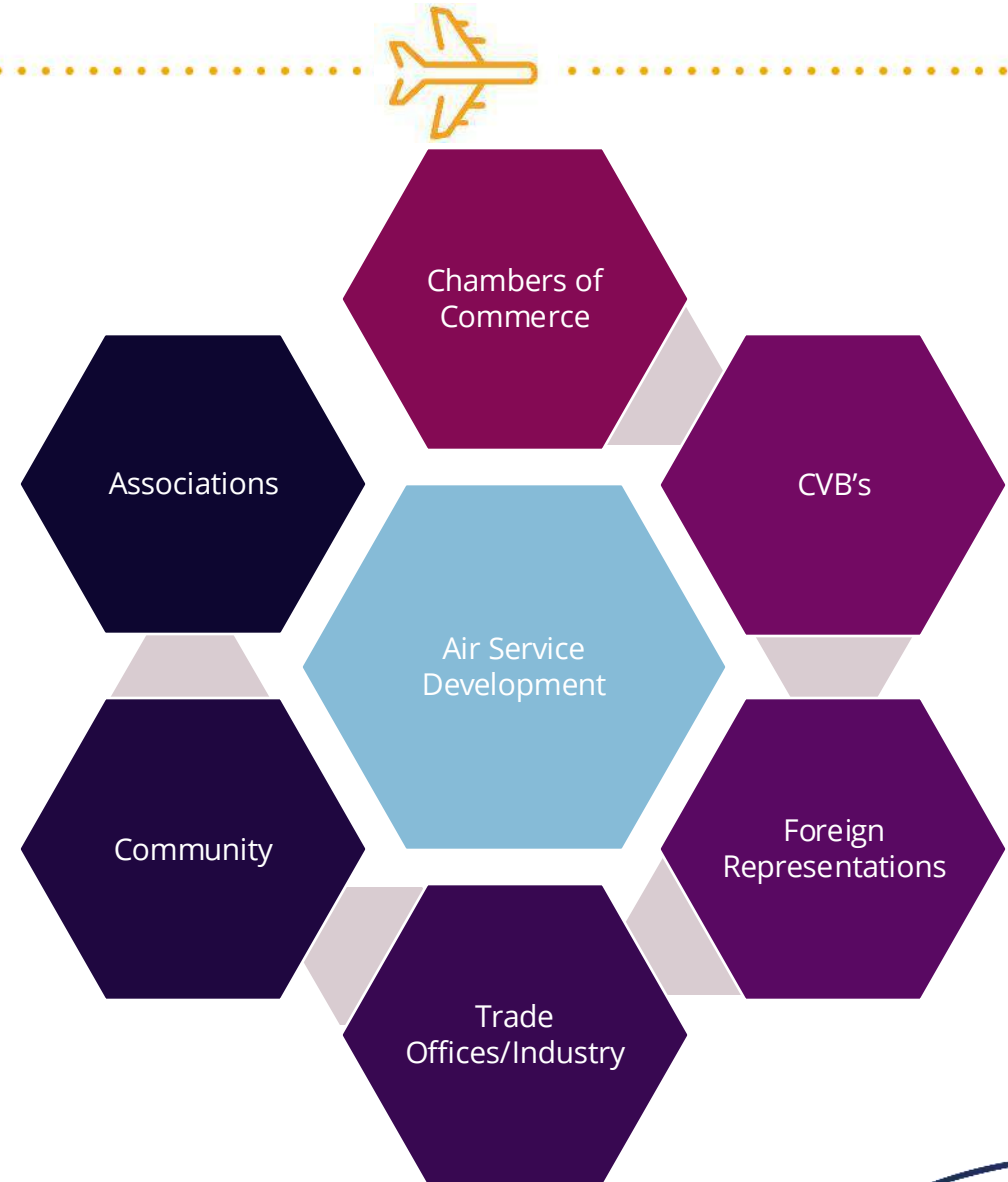 Chambers of
Commerce
Associations
CVB’s
Air Service
Development
Community
Foreign
Representations
Trade
Offices/Industry